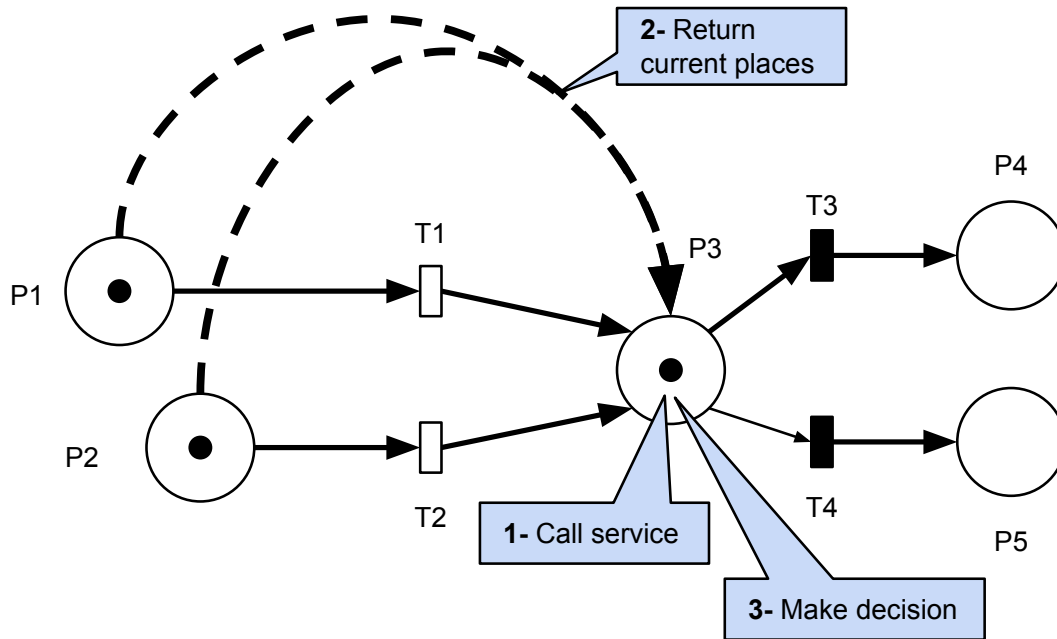 2- Return
current places
P4
T3
P3
T1
P1
P2
T2
T4
P5
1- Call service
3- Make decision